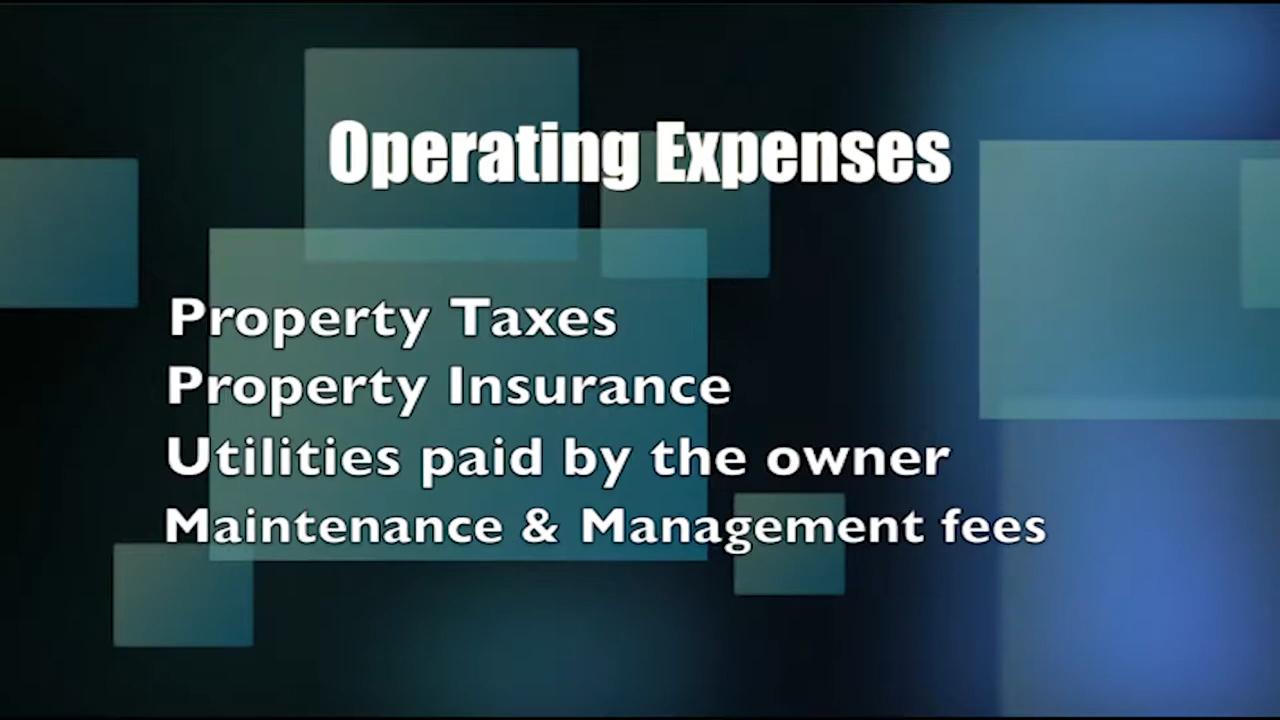 Operating Expenses
Property Taxes
Property Insurance
Utilities paid by the owner
Maintenance & Management fees